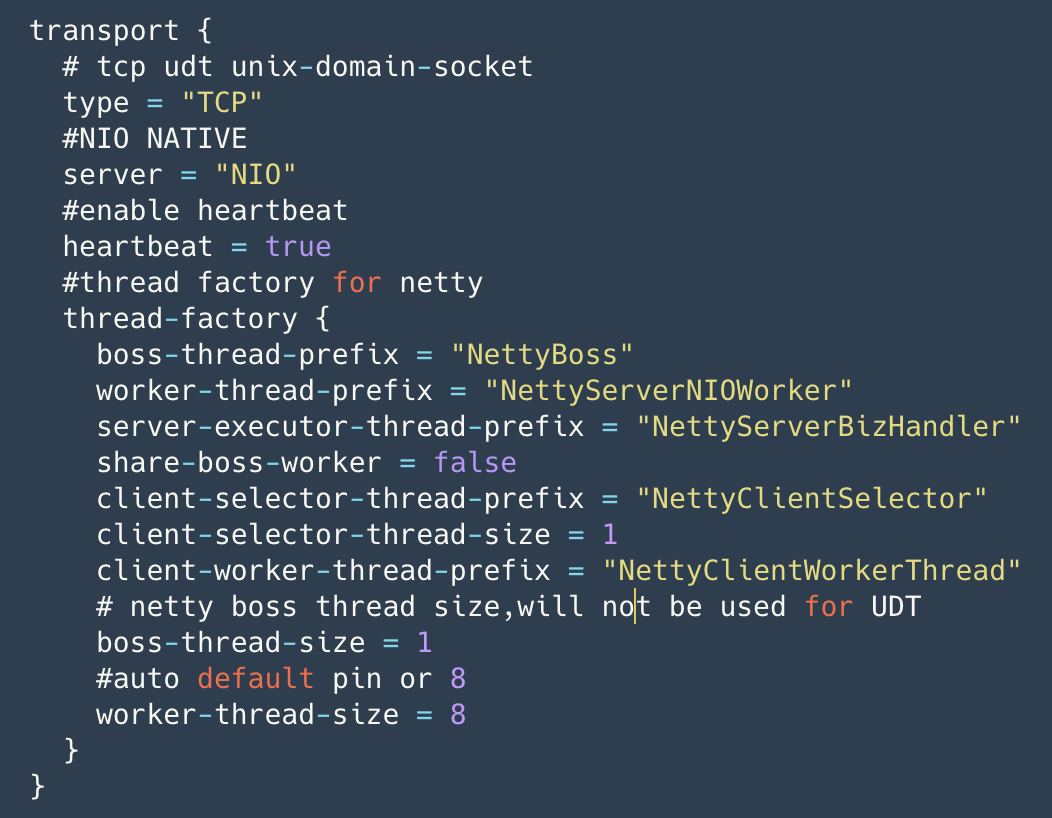 transport {
  # tcp udt unix-domain-socket
  type = "TCP"
  #NIO NATIVE
  server = "NIO"
  #enable heartbeat
  heartbeat = true
  #thread factory for netty
  thread-factory {
    boss-thread-prefix = "NettyBoss"
    worker-thread-prefix = "NettyServerNIOWorker"
    server-executor-thread-prefix = "NettyServerBizHandler"
    share-boss-worker = false
    client-selector-thread-prefix = "NettyClientSelector"
    client-selector-thread-size = 1
    client-worker-thread-prefix = "NettyClientWorkerThread"
    # netty boss thread size,will not be used for UDT
    boss-thread-size = 1
    #auto default pin or 8
    worker-thread-size = 8
  }
}